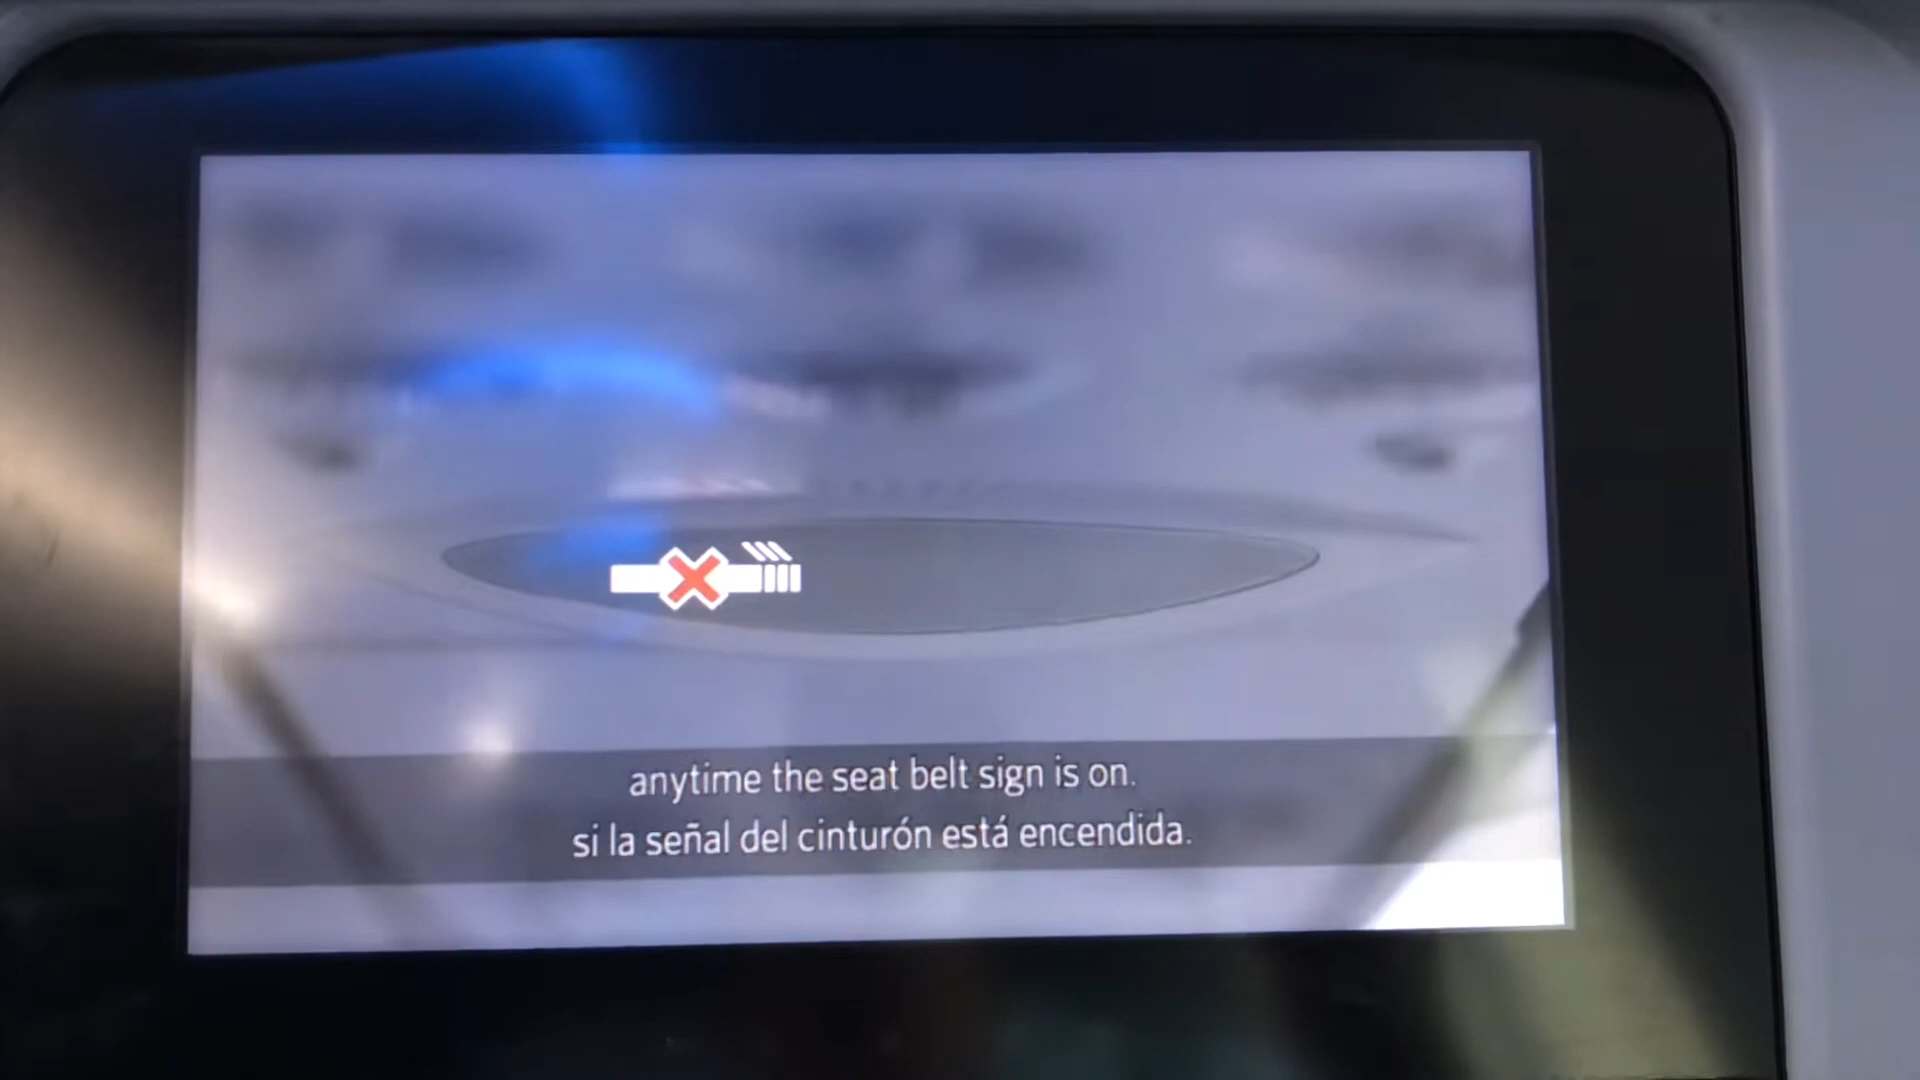 anytime the seat belt sign is on.
si la señal del cinturón está encendida.